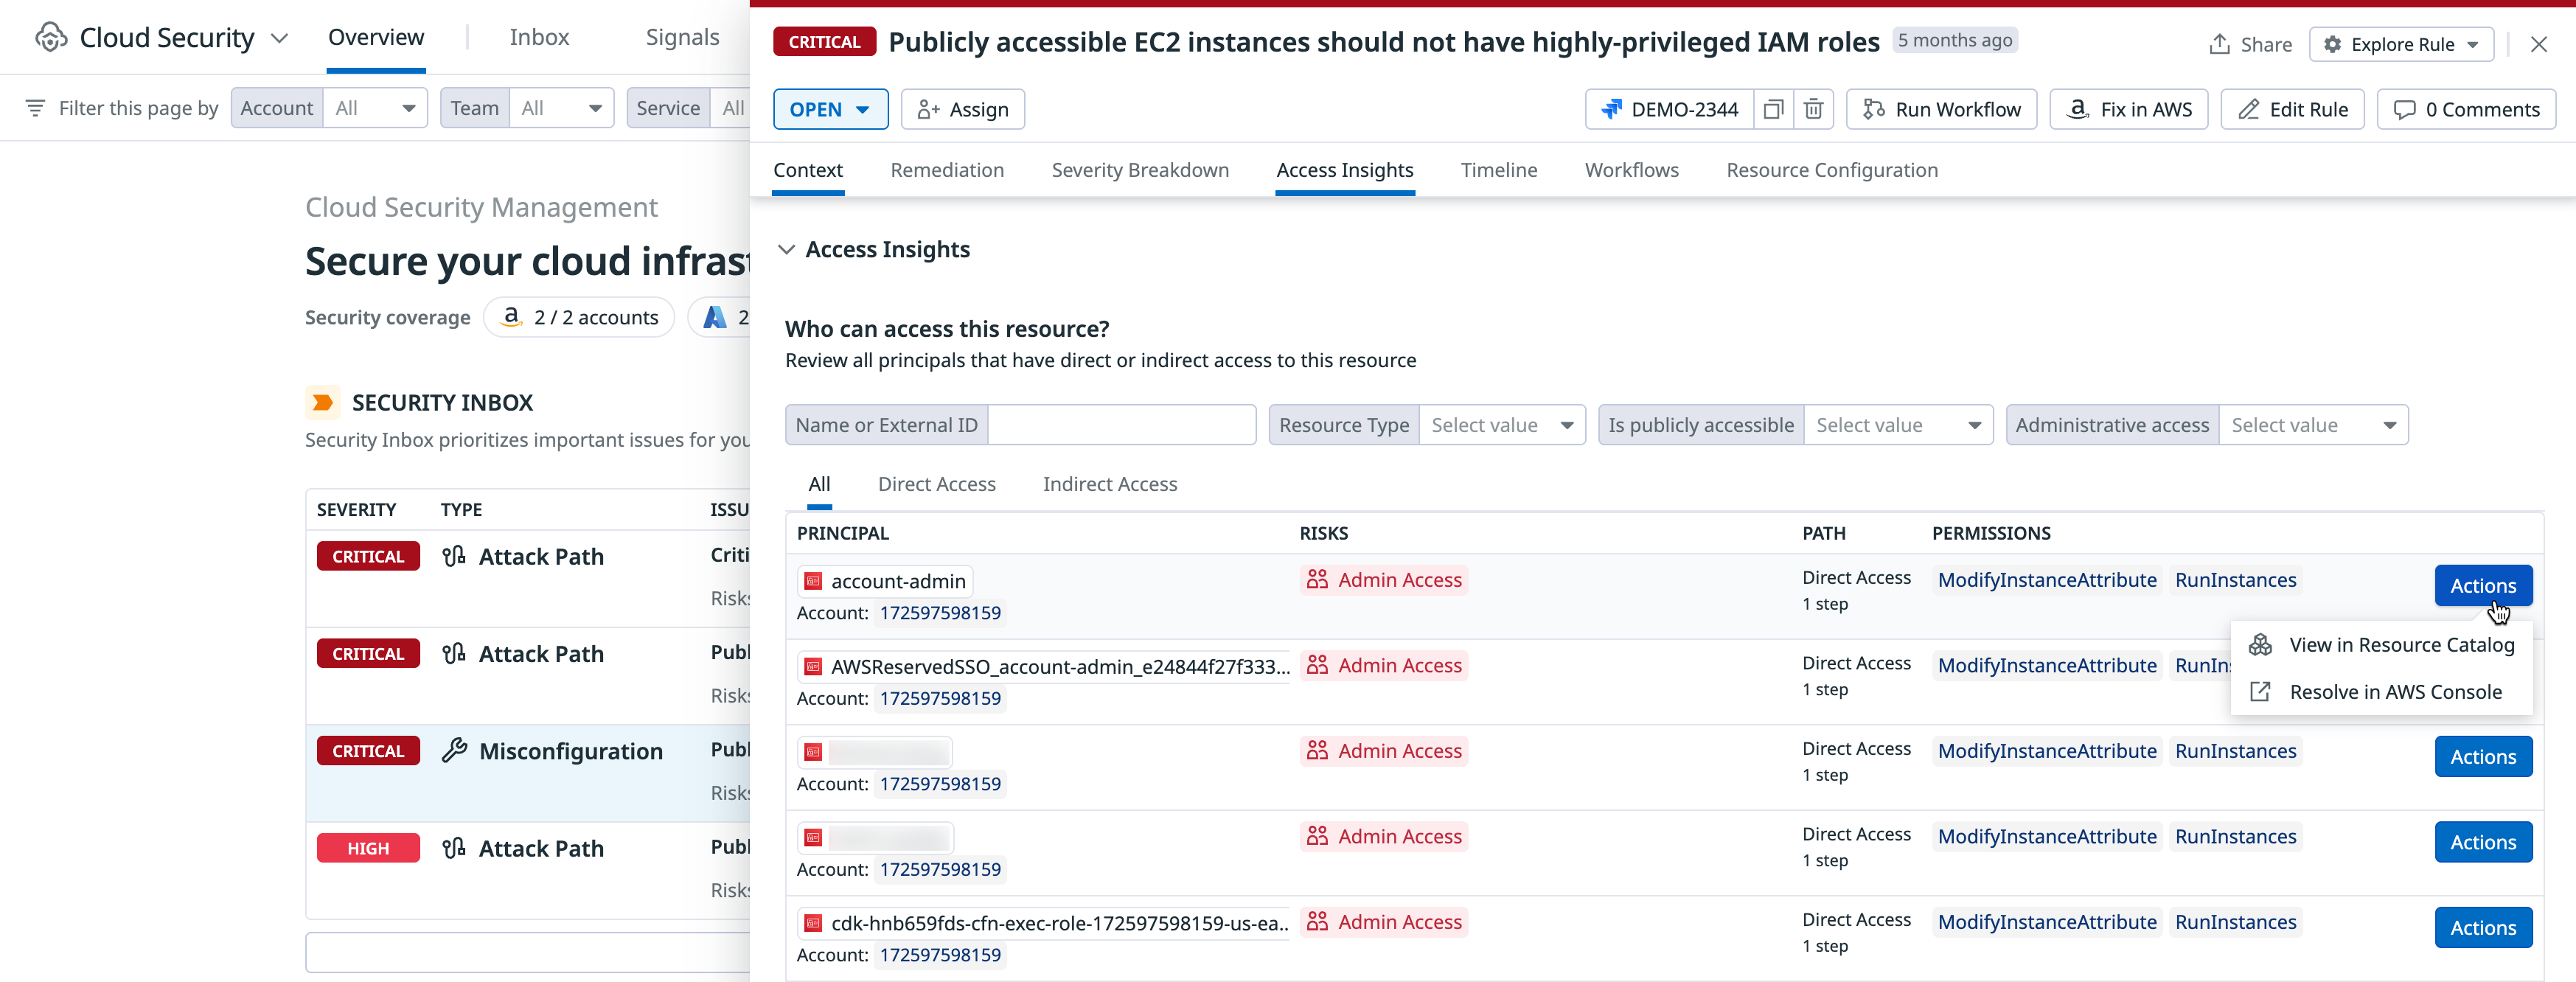 Cloud Security
Overview
Inbox
Signals
Filter this page by
Account All
Team All
Service All
Cloud Security Management
Secure your cloud infrast
Security coverage
2 / 2 accounts
2
SECURITY INBOX
Security Inbox prioritizes important issues for you
SEVERITY TYPE ISSU
CRITICAL Attack Path Criti
Risks
CRITICAL Attack Path Publ
Risks
CRITICAL Misconfiguration Publ
Risks
HIGH Attack Path Publ
Risks
CRITICAL Publicly accessible EC2 instances should not have highly-privileged IAM roles 5 months ago
Share
Explore Rule
OPEN
Assign
DEMO-2344
Run Workflow
Fix in AWS
Edit Rule
0 Comments
Context
Remediation
Severity Breakdown
Access Insights
Timeline
Workflows
Resource Configuration
Access Insights
Who can access this resource?
Review all principals that have direct or indirect access to this resource
Name or External ID
Resource Type Select value
Is publicly accessible Select value
Administrative access Select value
All
Direct Access
Indirect Access
PRINCIPAL RISKS PATH PERMISSIONS
account-admin Admin Access Direct Access ModifyInstanceAttribute RunInstances Actions
Account: 172597598159 1 step
View in Resource Catalog
Resolve in AWS Console
AWSReservedSSO_account-admin_e24844f27f333... Admin Access Direct Access ModifyInstanceAttribute RunIns
Account: 172597598159 1 step
Admin Access Direct Access ModifyInstanceAttribute RunInstances Actions
Account: 172597598159 1 step
Admin Access Direct Access ModifyInstanceAttribute RunInstances Actions
Account: 172597598159 1 step
cdk-hnb659fds-cfn-exec-role-172597598159-us-ea.. Admin Access Direct Access ModifyInstanceAttribute RunInstances Actions
Account: 172597598159 1 step